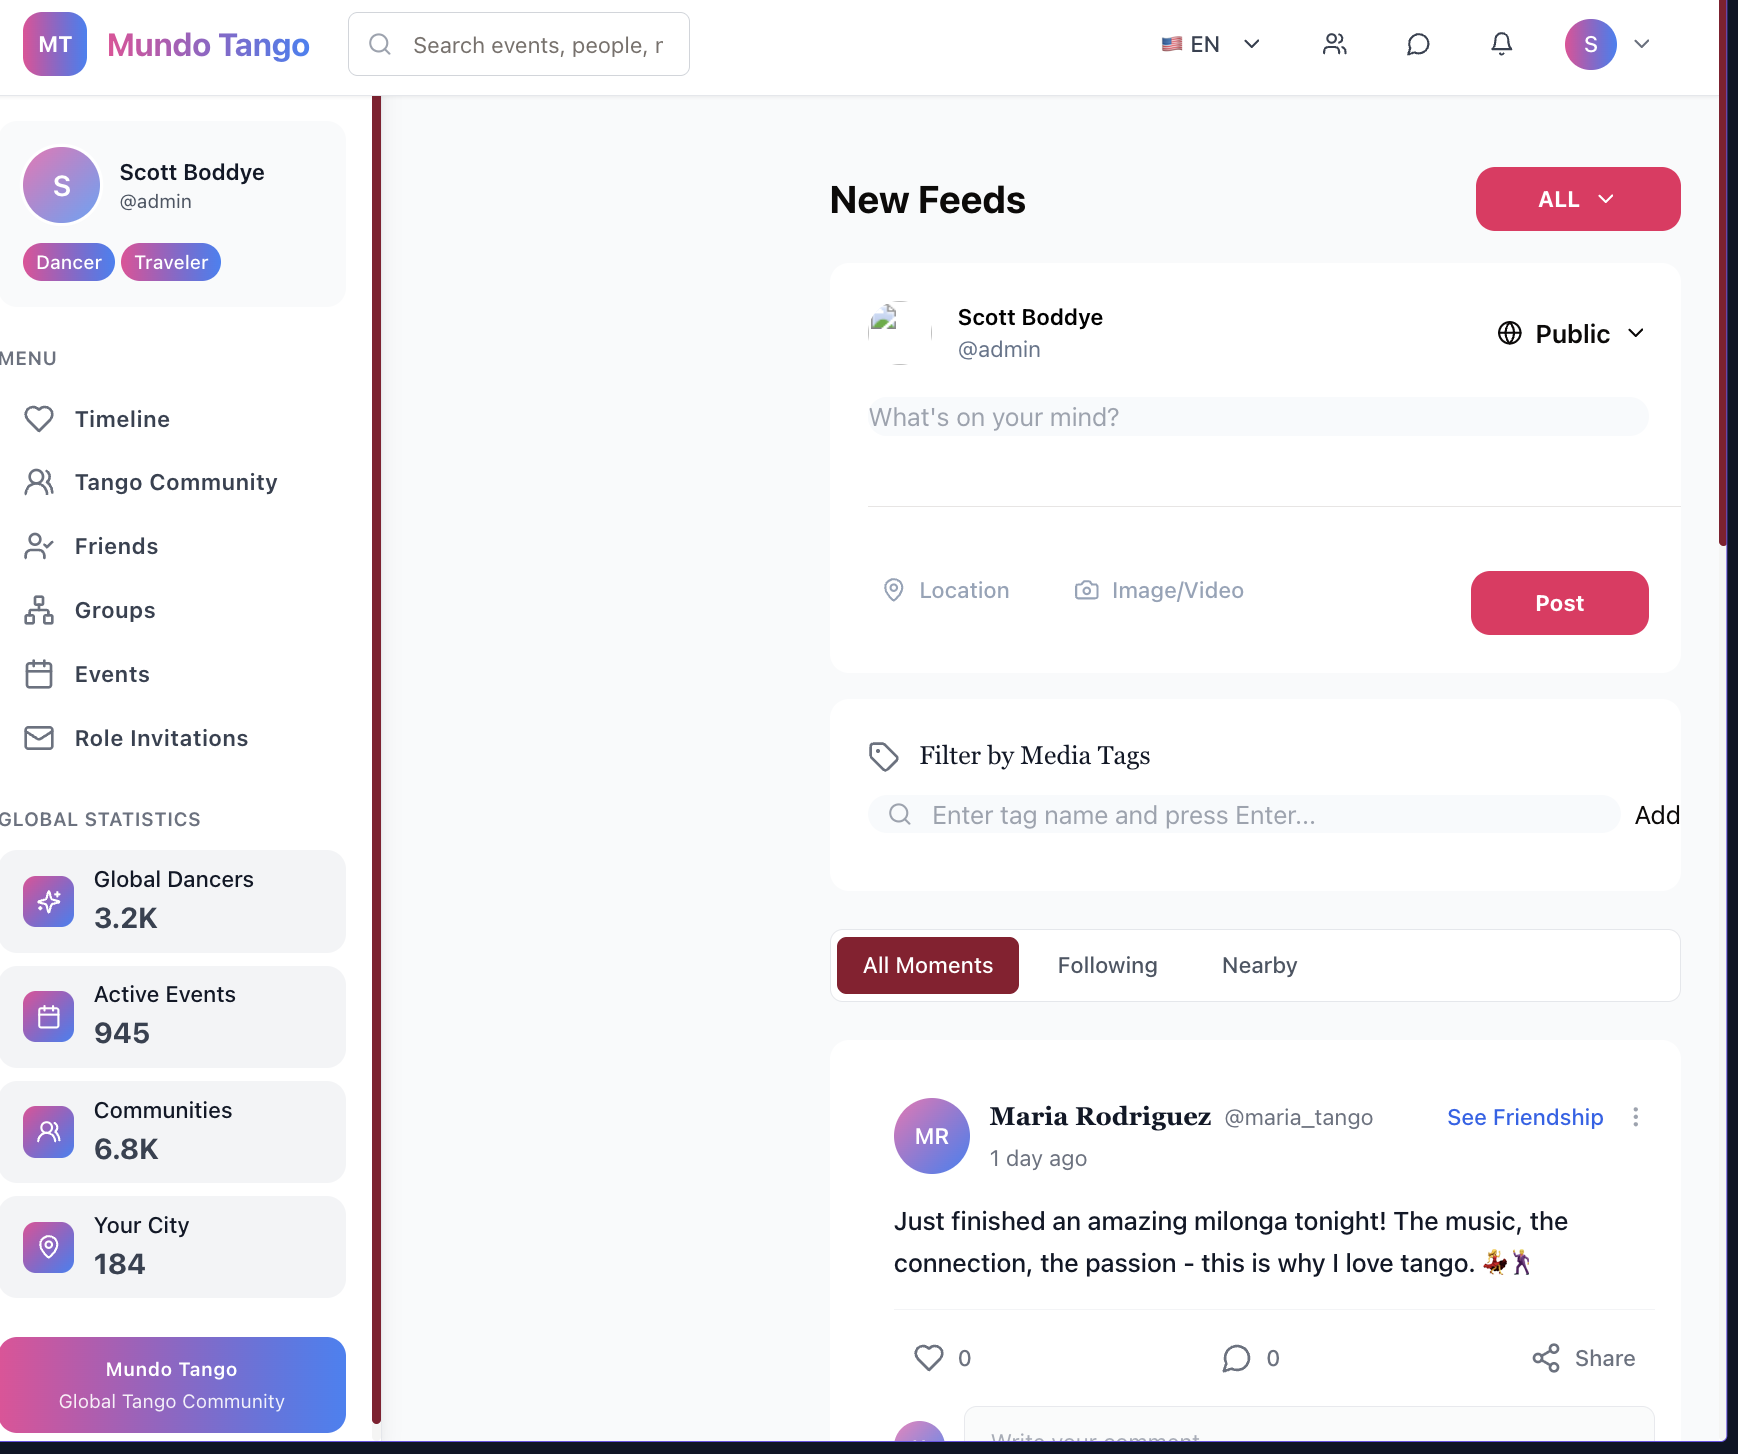 MT
Mundo Tango
Search events, people, r
EN
S
S
Scott Boddye
@admin
Dancer
Traveler
MENU
Timeline
Tango Community
Friends
Groups
Events
Role Invitations
GLOBAL STATISTICS
Global Dancers
3.2K
Active Events
945
Communities
6.8K
Your City
184
Mundo Tango
Global Tango Community
New Feeds
ALL
Scott Boddye
@admin
Public
What's on your mind?
Location
Image/Video
Post
Filter by Media Tags
Enter tag name and press Enter...
Add
All Moments
Following
Nearby
MR
Maria Rodriguez @maria_tango
See Friendship
1 day ago
Just finished an amazing milonga tonight! The music, the
connection, the passion - this is why I love tango. 💃🕺
0
0
Share
Write your comment